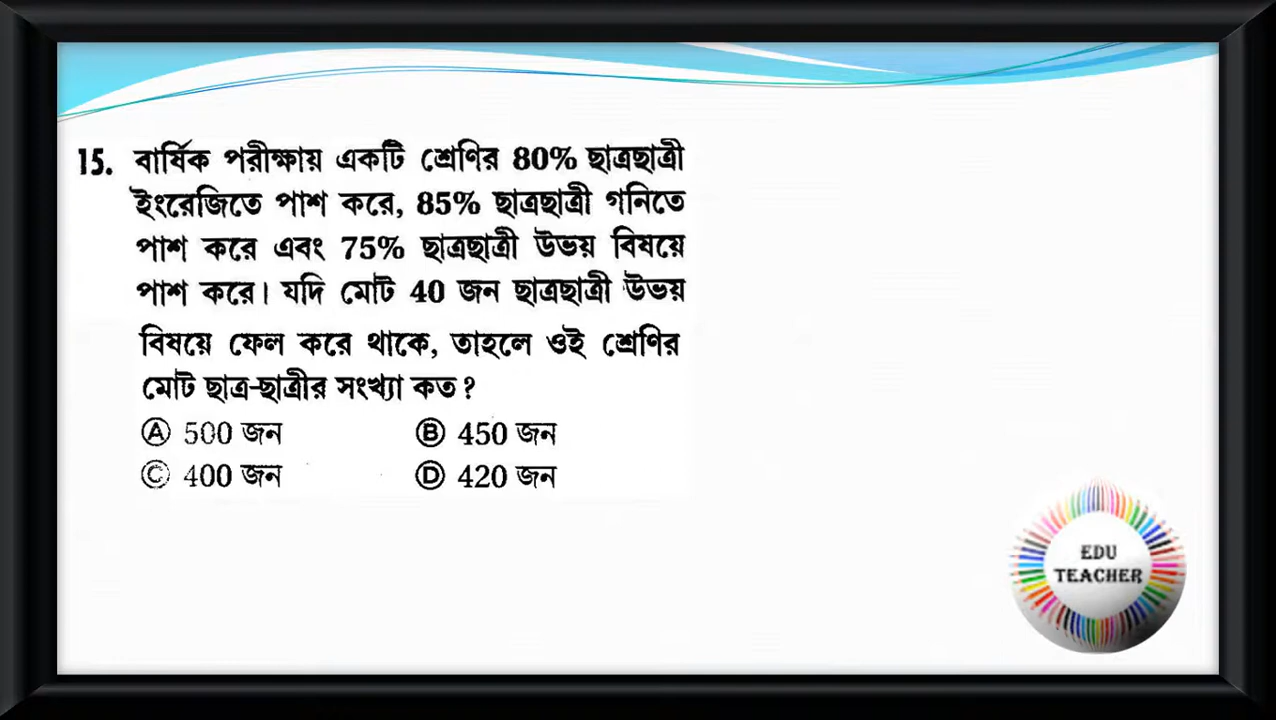 15. বার্ষিক পরীক্ষায় একটি শ্রেণির 80% ছাত্রছাত্রী
ইংরেজিতে পাশ করে, 85% ছাত্রছাত্রী গনিতে
পাশ করে এবং 75% ছাত্রছাত্রী উভয় বিষয়ে
পাশ করে। যদি মোট 40 জন ছাত্রছাত্রী উভয়
বিষয়ে ফেল করে থাকে, তাহলে ওই শ্রেণির
মোট ছাত্র-ছাত্রীর সংখ্যা কত?
Ⓐ 500 জন Ⓑ 450 জন
Ⓒ 400 জন Ⓓ 420 জন
EDU
TEACHER